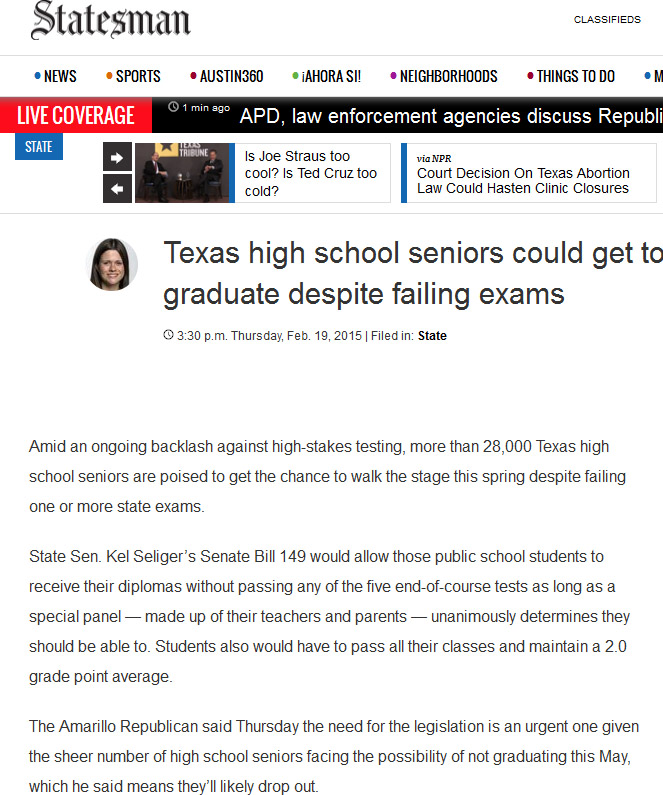 Statesman
CLASSIFIEDS
NEWS SPORTS AUSTIN360 ¡AHORA SI! NEIGHBORHOODS THINGS TO DO M
LIVE COVERAGE 1 min ago APD, law enforcement agencies discuss Republi
STATE
TEXAS
TRIBUNE
Is Joe Straus too
cool? Is Ted Cruz too
cold?
via NPR
Court Decision On Texas Abortion
Law Could Hasten Clinic Closures
Texas high school seniors could get to
graduate despite failing exams
3:30 p.m. Thursday, Feb. 19, 2015 | Filed in: State
Amid an ongoing backlash against high-stakes testing, more than 28,000 Texas high
school seniors are poised to get the chance to walk the stage this spring despite failing
one or more state exams.
State Sen. Kel Seliger’s Senate Bill 149 would allow those public school students to
receive their diplomas without passing any of the five end-of-course tests as long as a
special panel — made up of their teachers and parents — unanimously determines they
should be able to. Students also would have to pass all their classes and maintain a 2.0
grade point average.
The Amarillo Republican said Thursday the need for the legislation is an urgent one given
the sheer number of high school seniors facing the possibility of not graduating this May,
which he said means they’ll likely drop out.